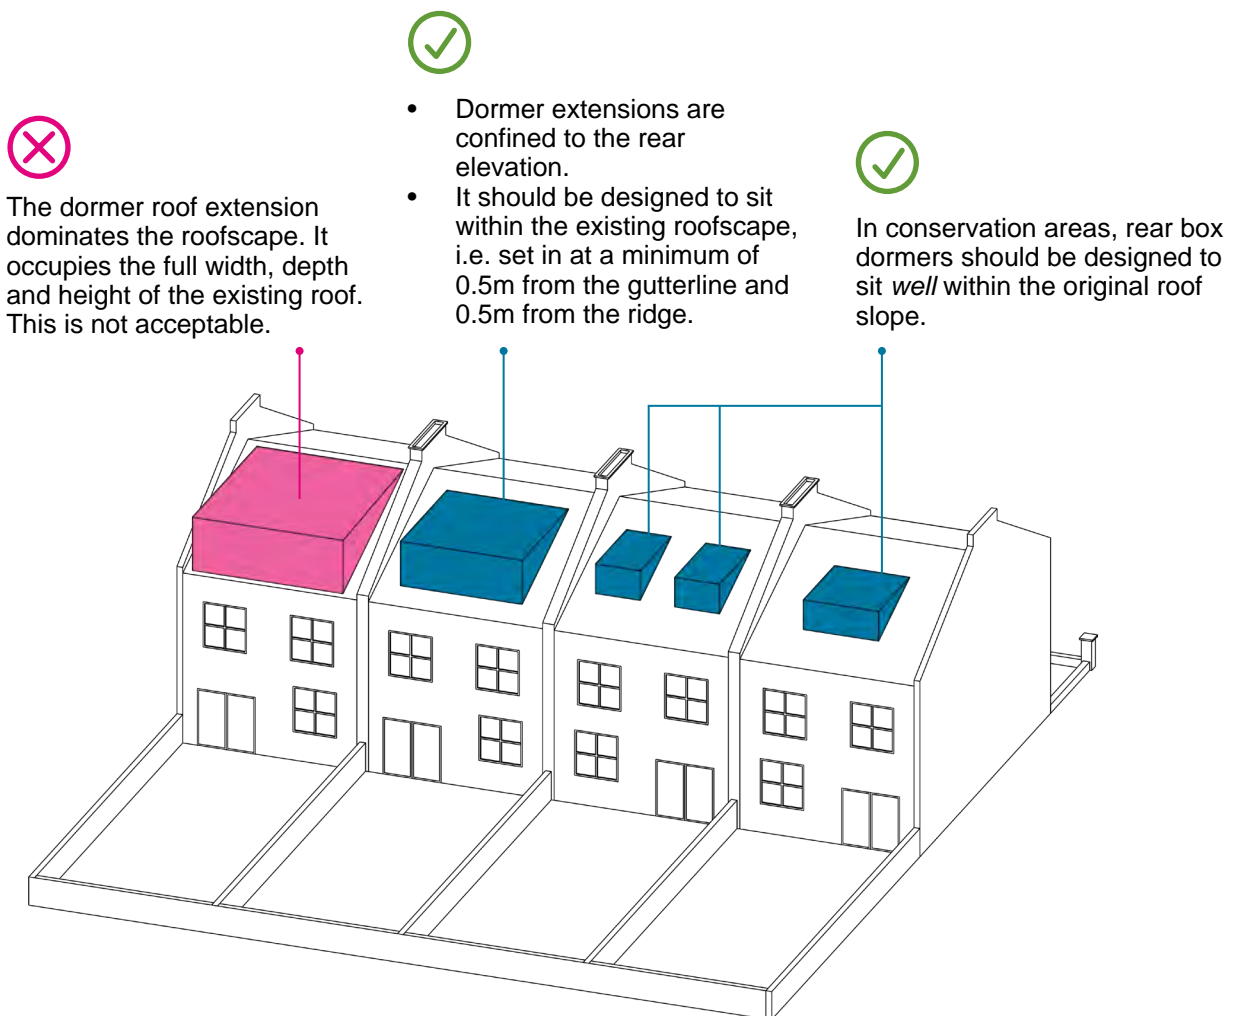 The dormer roof extension
dominates the roofscape. It
occupies the full width, depth
and height of the existing roof.
This is not acceptable.
• Dormer extensions are
confined to the rear
elevation.
• It should be designed to sit
within the existing roofscape,
i.e. set in at a minimum of
0.5m from the gutterline and
0.5m from the ridge.
In conservation areas, rear box
dormers should be designed to
sit well within the original roof
slope.